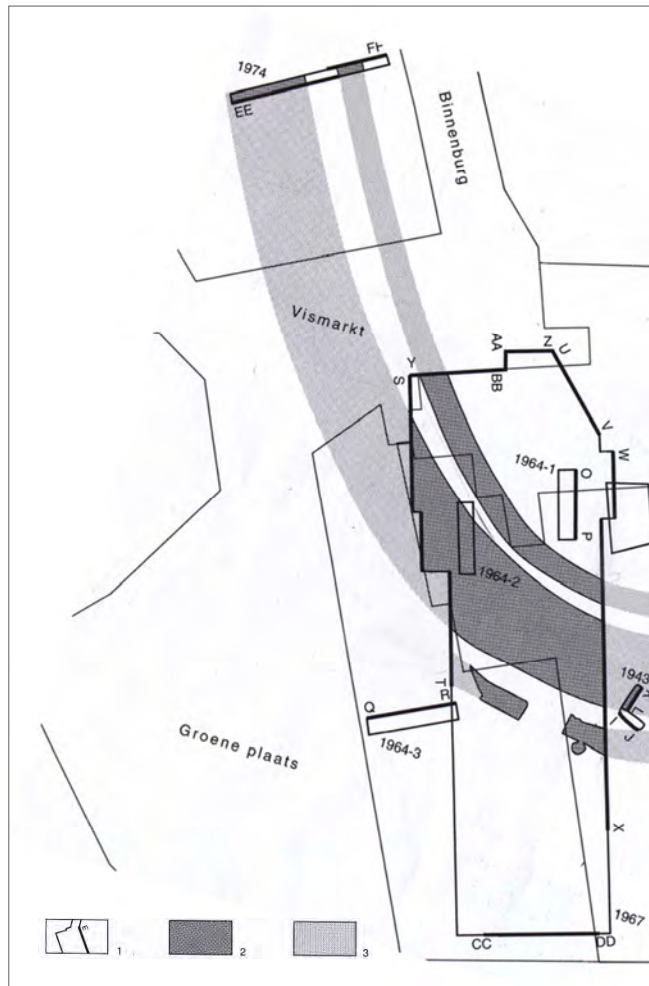 1974
FF
EE
Binnenburg
Vismarkt
AA
Z
U
Y
S
BB
V
W
1964-1
O
P
1964-2
1943
K
L
I
J
T
R
Q
1964-3
G
Groene plaats
X
1967
CC
DD
1
2
3